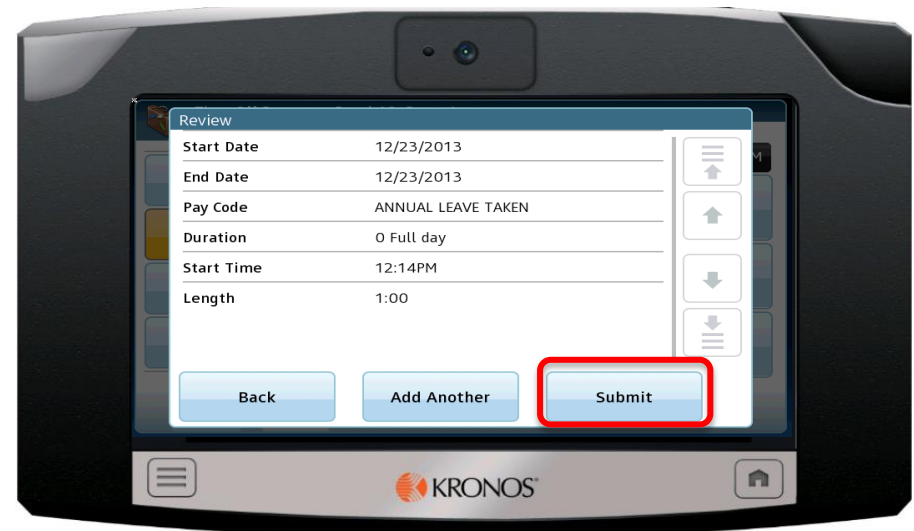 Review
Start Date 12/23/2013
End Date 12/23/2013
Pay Code ANNUAL LEAVE TAKEN
Duration 0 Full day
Start Time 12:14PM
Length 1:00
Back Add Another Submit
KRONOS